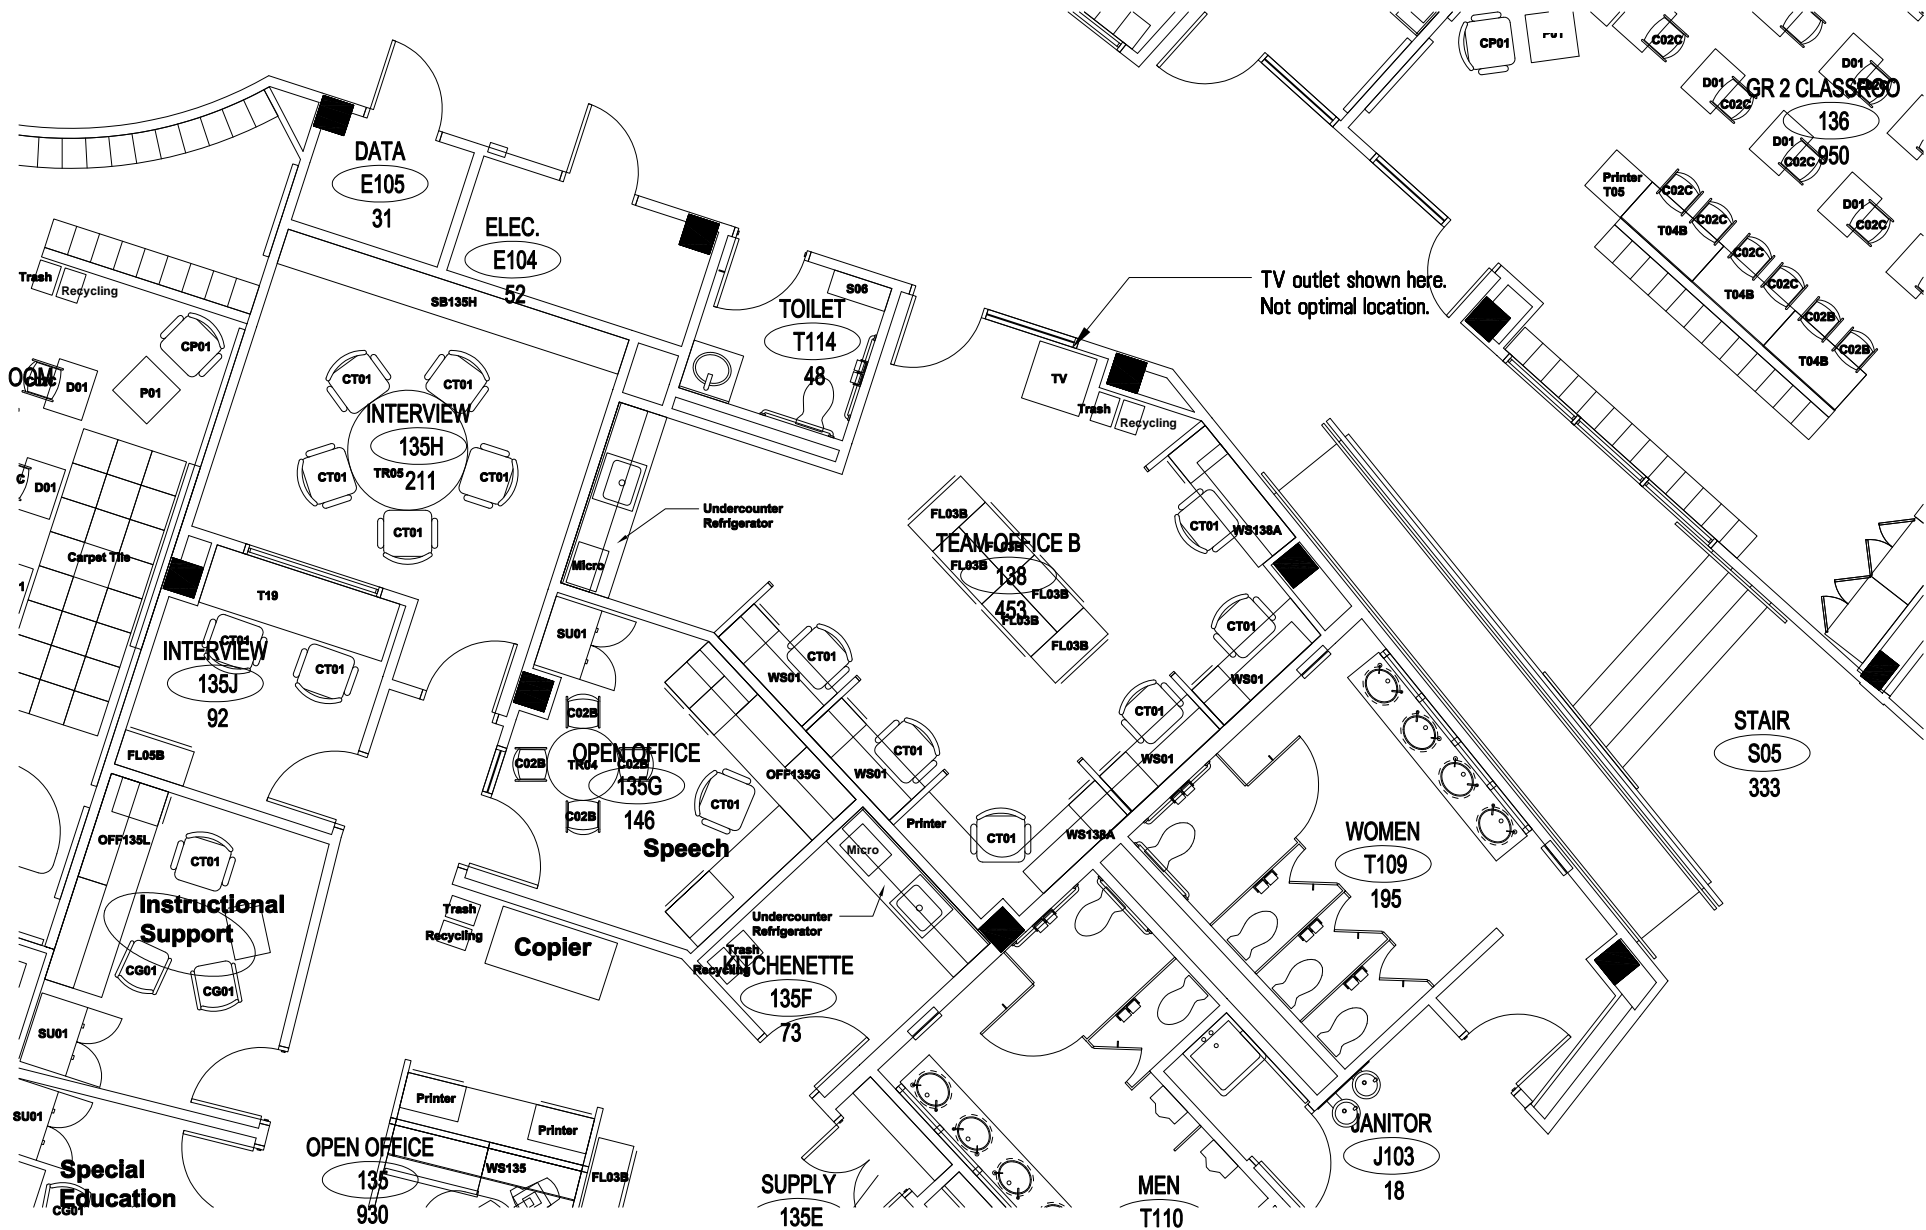 CP01
C02C
D01
D01
C02C
C02C
GR 2 CLASSROO
136
950
D01
C02C
D01
C02C
Printer
T05
C02C
C02C
T04B
C02C
C02C
T04B
C02B
C02B
T04B
DATA
E105
31
ELEC.
E104
52
Trash
Recycling
SB135H
S06
TOILET
T114
48
TV outlet shown here.
Not optimal location.
CP01
D01
P01
OOM
CT01
CT01
INTERVIEW
135H
TR05
211
CT01
CT01
CT01
TV
Trash
Recycling
D01
Carpet Tile
Undercounter
Refrigerator
Micro
FL03B
FL03B
TEAM OFFICE B
FL03B
138
FL03B
453
FL03B
FL03B
CT01
WS138A
T19
CT01
INTERVIEW
135J
92
CT01
SU01
CT01
WS01
CT01
WS01
FL05B
C02B
OPEN OFFICE
C02B
TR04
C02B
135G
146
C02B
Speech
CT01
OFF135G
CT01
WS01
CT01
WS01
Printer
CT01
WS138A
STAIR
S05
333
WOMEN
T109
195
OFF135L
CT01
Instructional
Support
CG01
CG01
Trash
Recycling
Copier
Micro
Undercounter
Refrigerator
Trash
Recycling
KITCHENETTE
135F
73
SU01
SU01
Printer
Printer
OPEN OFFICE
135
930
WS135
FL03B
Special
Education
CG01
SUPPLY
135E
MEN
T110
JANITOR
J103
18